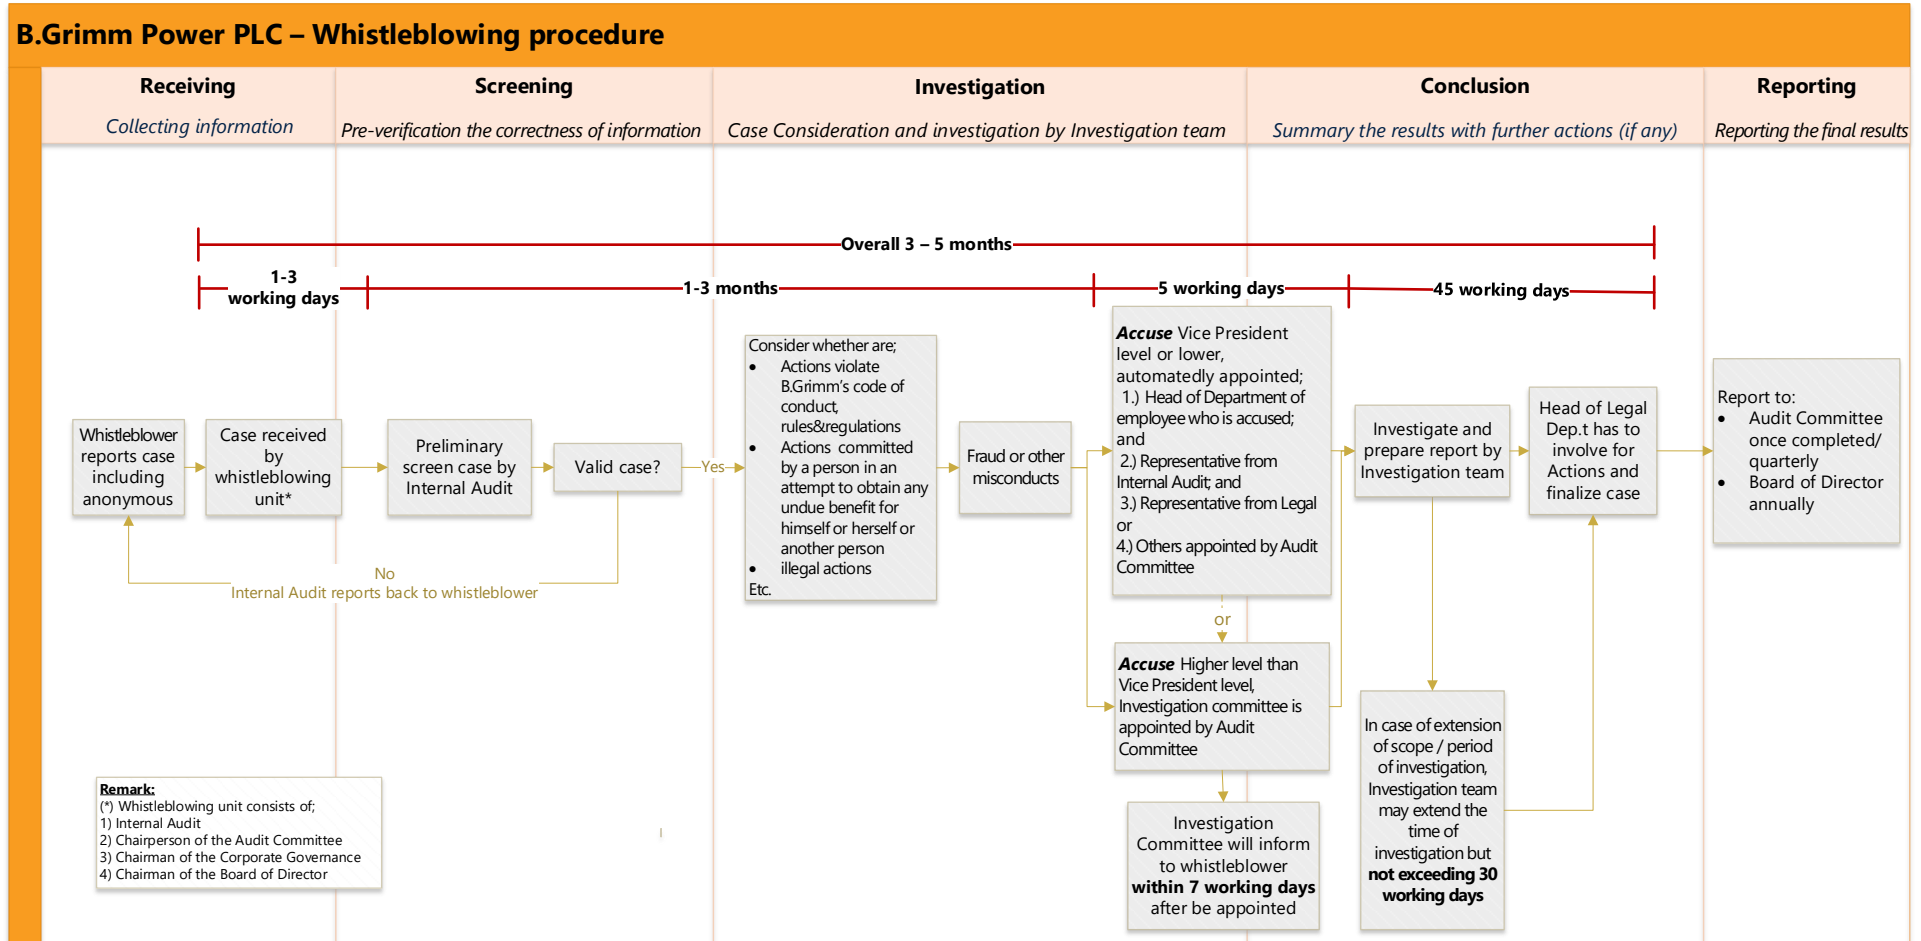 B.Grimm Power PLC – Whistleblowing procedure
Receiving
Collecting information
Screening
Pre-verification the correctness of information
Investigation
Case Consideration and investigation by Investigation team
Conclusion
Summary the results with further actions (if any)
Reporting
Reporting the final results
Overall 3 – 5 months
1-3
working days
1-3 months
5 working days
45 working days
Whistleblower
reports case
including
anonymous
Case received
by
whistleblowing
unit*
Preliminary
screen case by
Internal Audit
Valid case?
Yes
No
Internal Audit reports back to whistleblower
Consider whether are;
• Actions violate
B.Grimm's code of
conduct,
rules&regulations
• Actions committed
by a person in an
attempt to obtain any
undue benefit for
himself or herself or
another person
• illegal actions
Etc.
Fraud or other
misconducts
Accuse Vice President
level or lower,
automatedly appointed;
1.) Head of Department of
employee who is accused;
and
2.) Representative from
Internal Audit; and
3.) Representative from Legal
or
4.) Others appointed by Audit
Committee
or
Accuse Higher level than
Vice President level,
Investigation committee is
appointed by Audit
Committee
Investigation
Committee will inform
to whistleblower
within 7 working days
after be appointed
Investigate and
prepare report by
Investigation team
In case of extension
of scope / period
of investigation,
Investigation team
may extend the
time of
investigation but
not exceeding 30
working days
Head of Legal
Dep.t has to
involve for
Actions and
finalize case
Report to:
• Audit Committee
once completed/
quarterly
• Board of Director
annually
Remark:
(*) Whistleblowing unit consists of;
1) Internal Audit
2) Chairperson of the Audit Committee
3) Chairman of the Corporate Governance
4) Chairman of the Board of Director